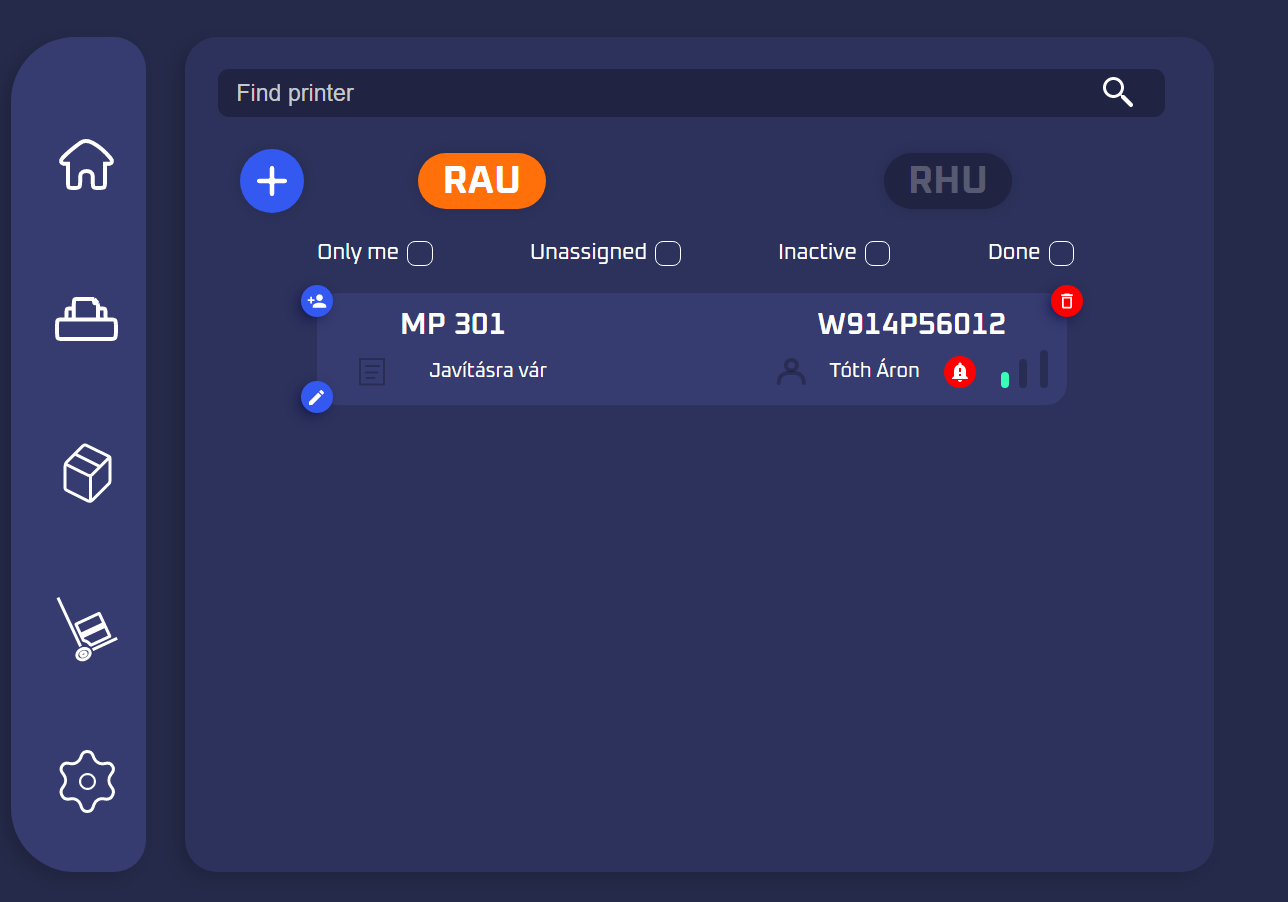 Find printer
RAU RHU
Only me Unassigned Inactive Done
MP 301 W914P56012
Javításra vár Tóth Áron